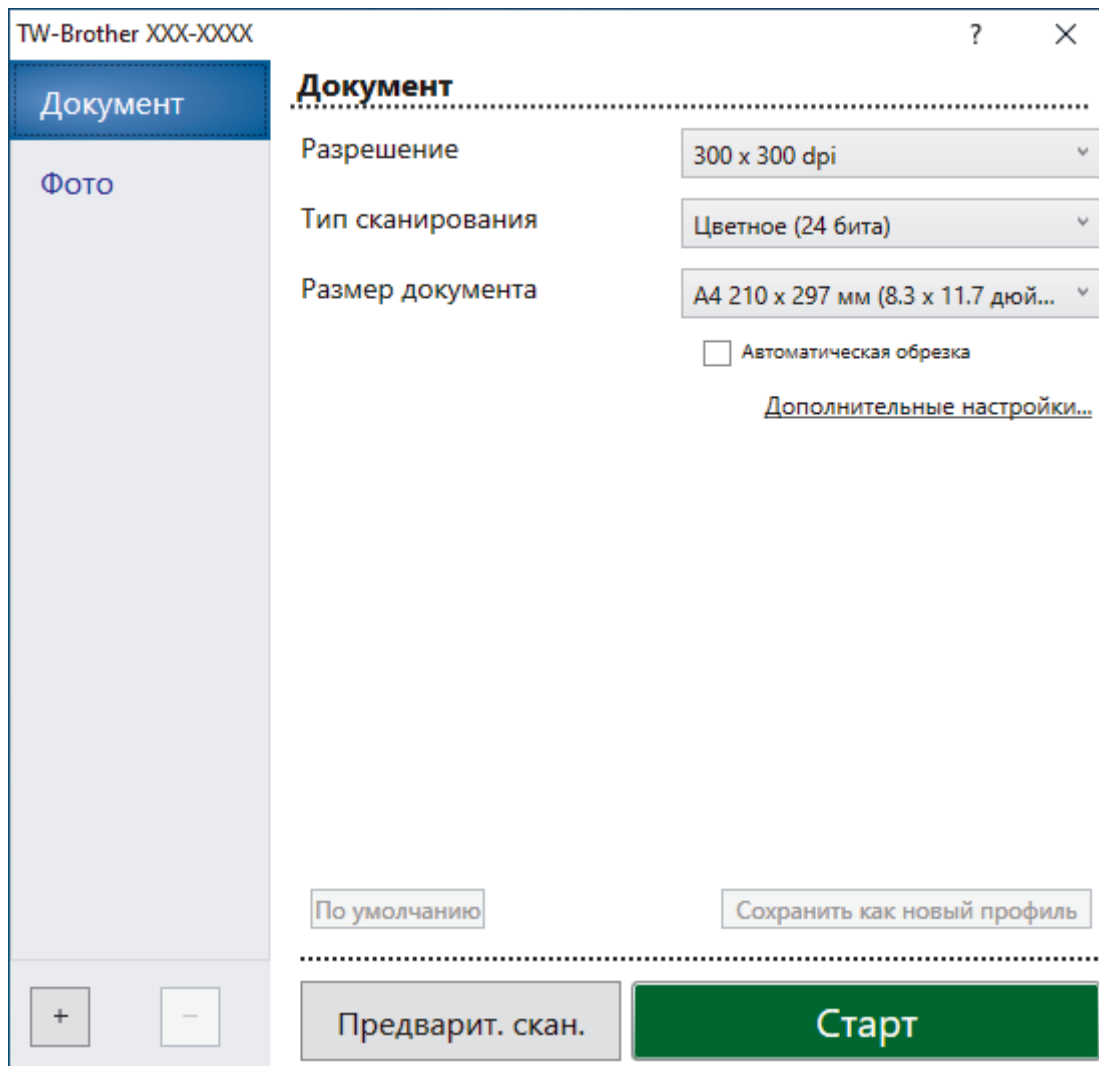 TW-Brother XXX-XXXX
?
Документ
Фото
Документ
Разрешение
300 x 300 dpi
Тип сканирования
Цветное (24 бита)
Размер документа
A4 210 x 297 мм (8.3 x 11.7 дюй...
Автоматическая обрезка
Дополнительные настройки...
По умолчанию
Сохранить как новый профиль
+
−
Предварит. скан.
Старт